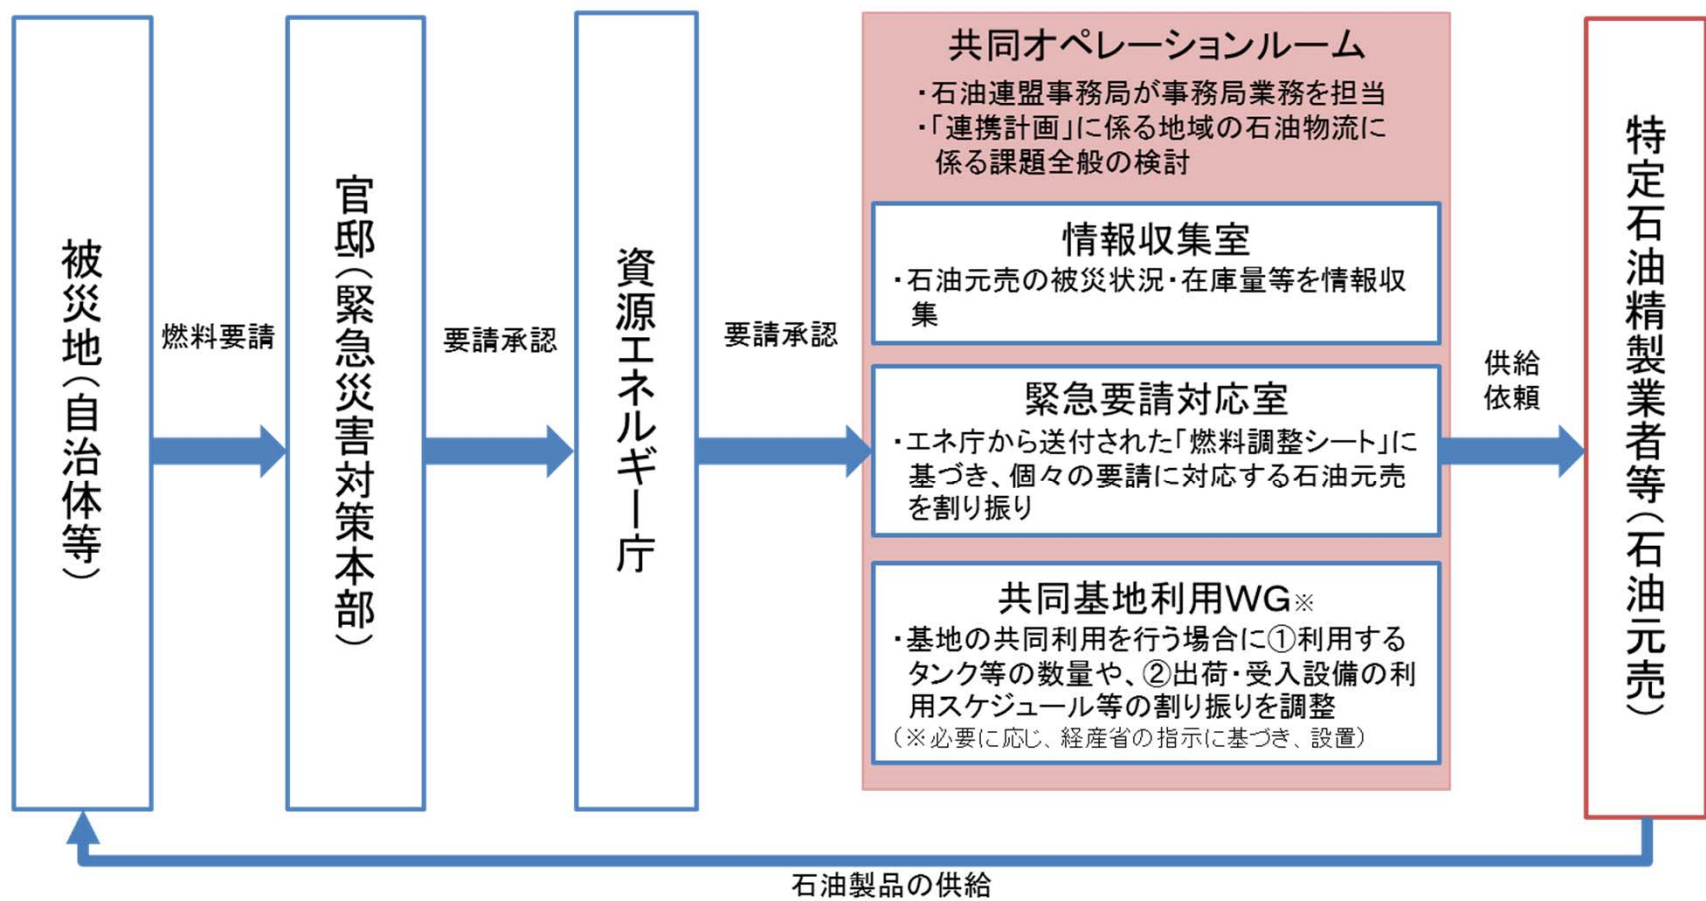 被災地（自治体等）
燃料要請
官邸（緊急災害対策本部）
要請承認
資源エネルギー庁
要請承認
共同オペレーションルーム
・石油連盟事務局が事務局業務を担当
・「連携計画」に係る地域の石油物流に
係る課題全般の検討
情報収集室
・石油元売の被災状況・在庫量等を情報収
集
緊急要請対応室
・エネ庁から送付された「燃料調整シート」に
基づき、個々の要請に対応する石油元売
を割り振り
共同基地利用WG※
・基地の共同利用を行う場合に①利用する
タンク等の数量や、②出荷・受入設備の利
用スケジュール等の割り振りを調整
（※必要に応じ、経産省の指示に基づき、設置）
供給
依頼
特定石油精製業者等（石油元売）
石油製品の供給